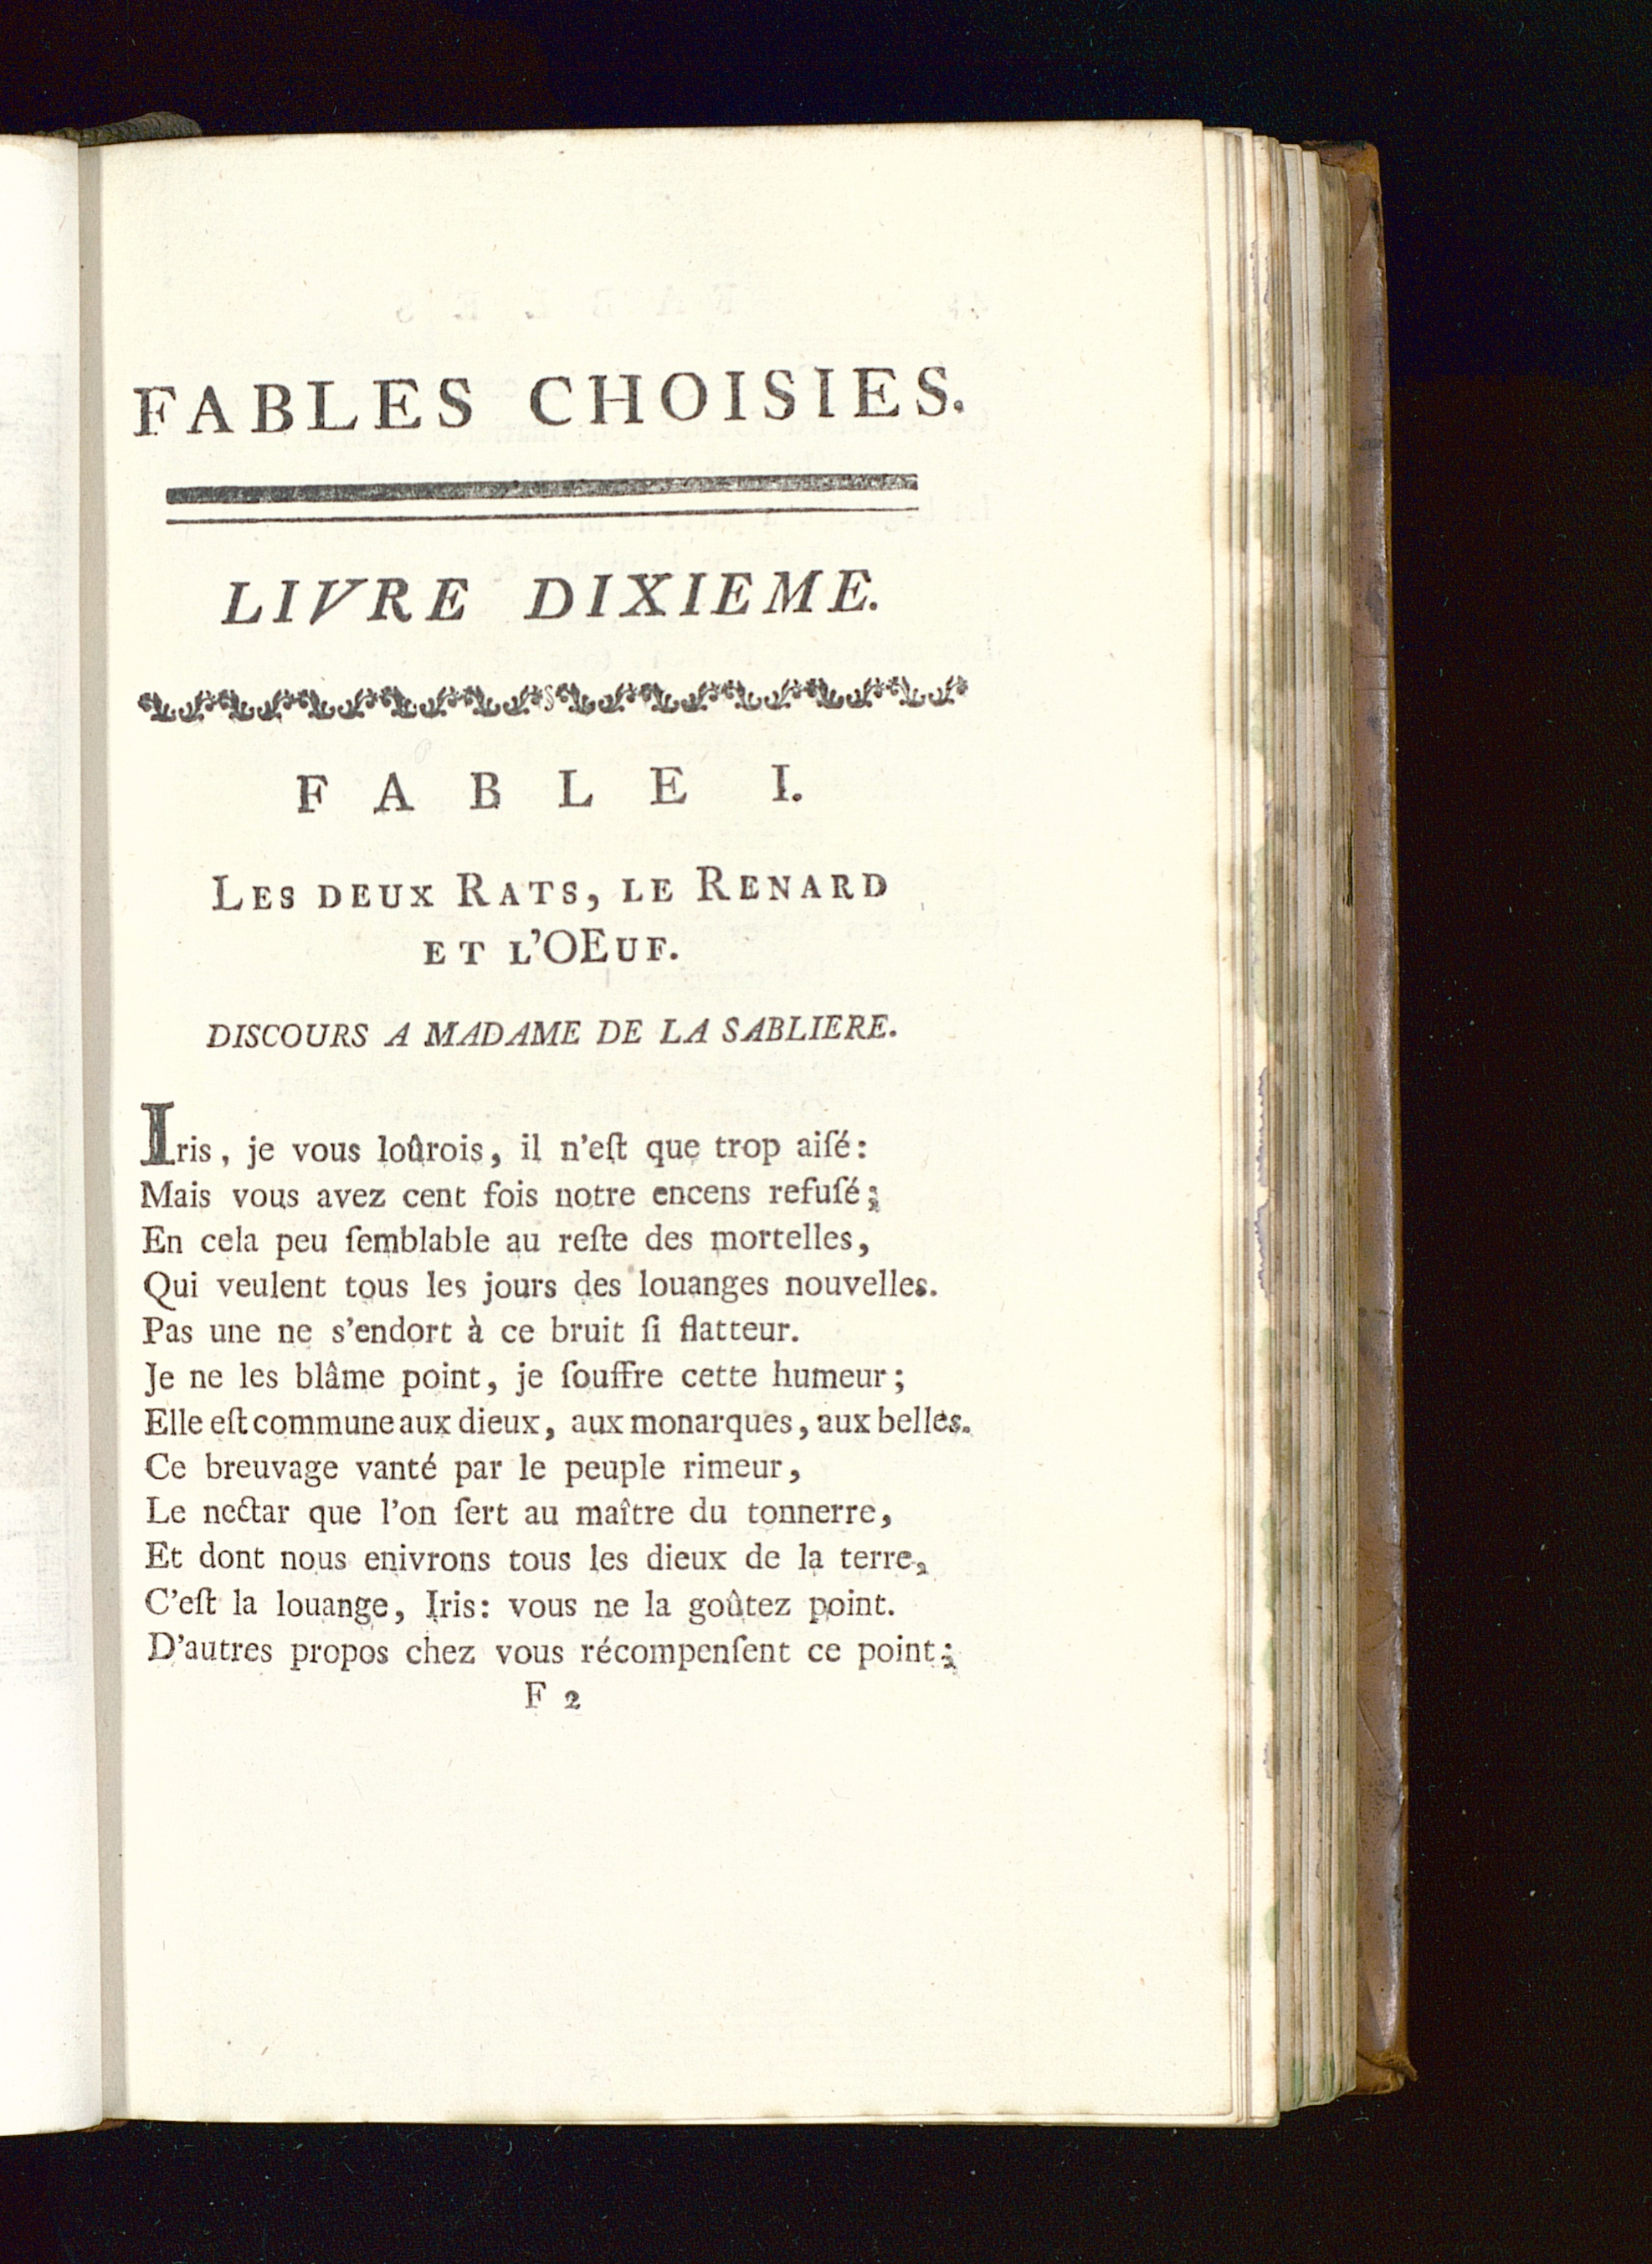 FABLES CHOISIES.
LIVRE DIXIEME.
FABLE I.
LES DEUX RATS, LE RENARD
ET L'OEUF.
DISCOURS A MADAME DE LA SABLIERE.
Iris, je vous loûrois, il n'eſt que trop aiſé:
Mais vous avez cent fois notre encens refuſé;
En cela peu ſemblable au reſte des mortelles,
Qui veulent tous les jours des louanges nouvelles.
Pas une ne s'endort à ce bruit ſi flatteur.
Je ne les blâme point, je ſouffre cette humeur;
Elle eſt commune aux dieux, aux monarques, aux belles.
Ce breuvage vanté par le peuple rimeur,
Le nectar que l'on ſert au maître du tonnerre,
Et dont nous enivrons tous les dieux de la terre,
C'eſt la louange, Iris: vous ne la goûtez point.
D'autres propos chez vous récompenſent ce point;
F 2